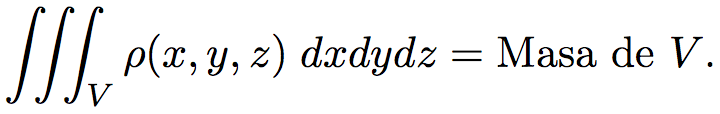 ∭_V ρ(x, y, z) dxdydz = Masa de V.